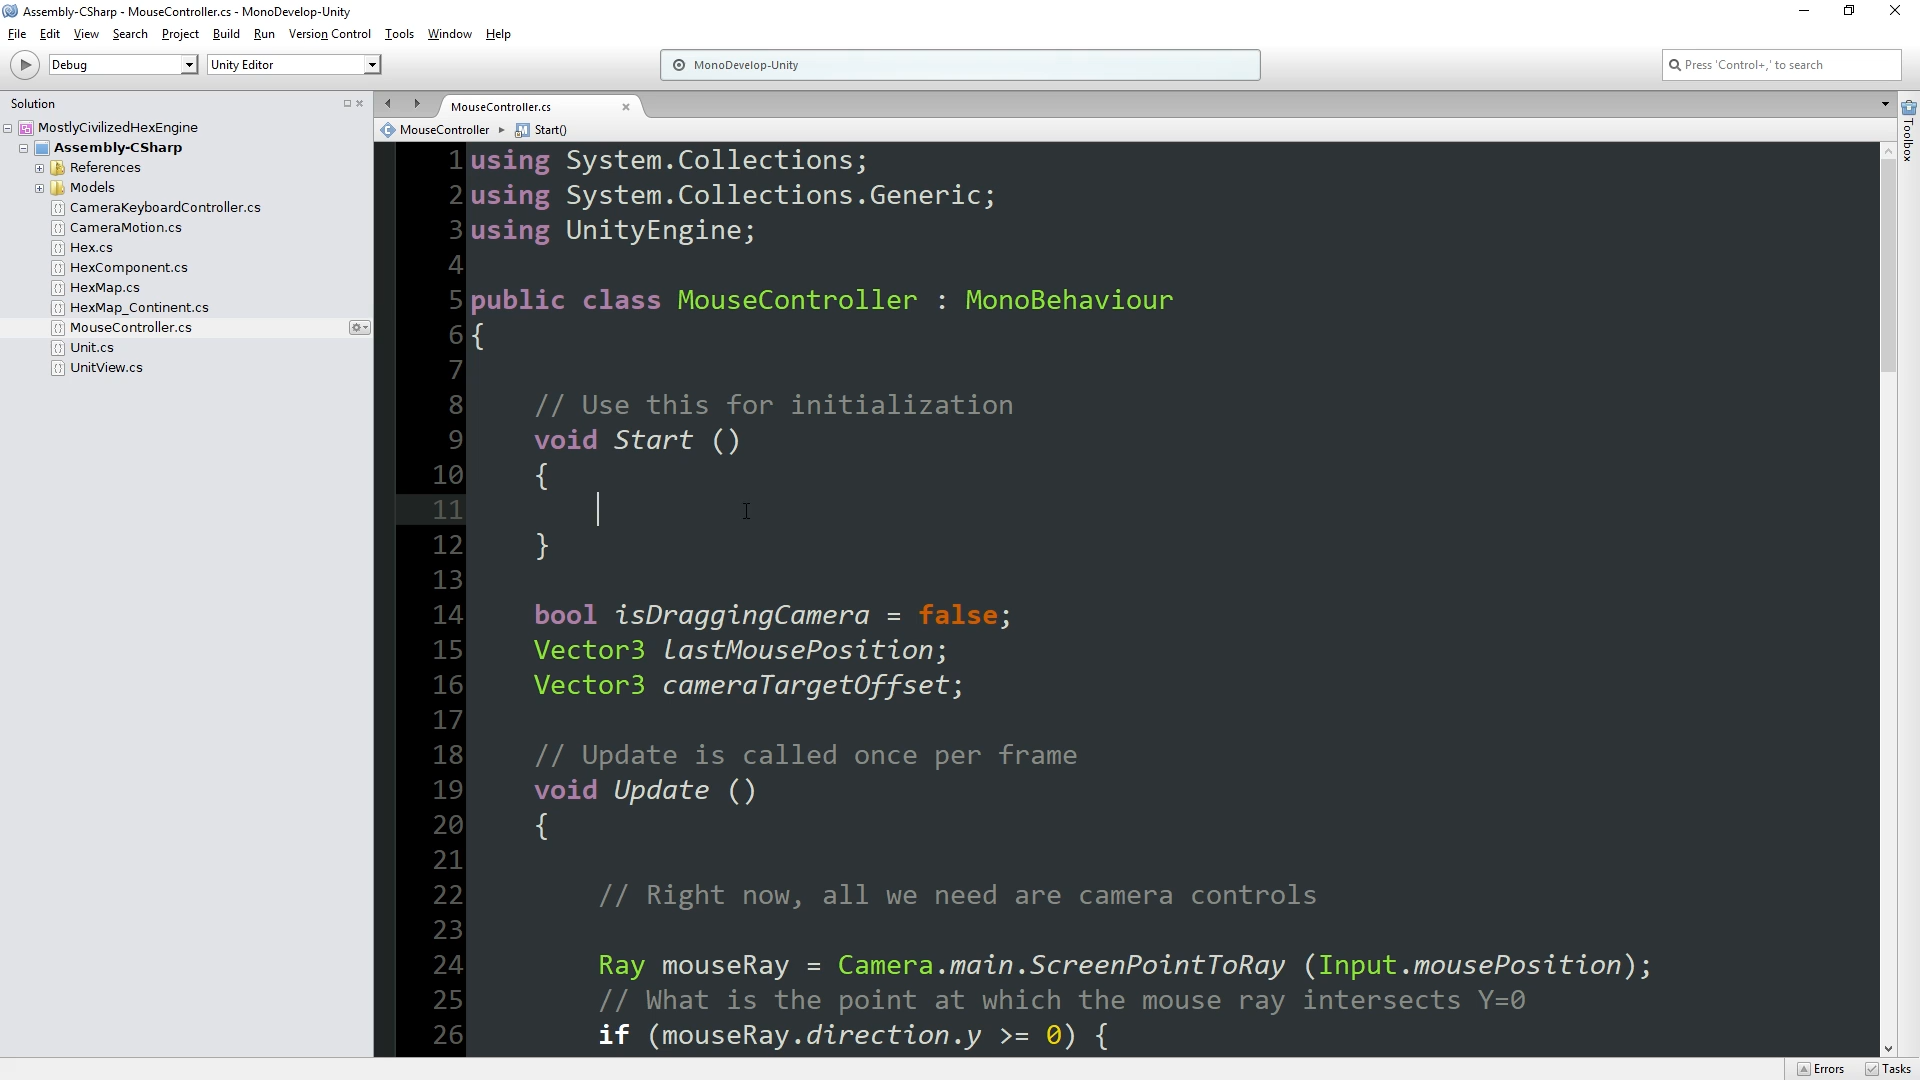 Assembly-CSharp - MouseController.cs - MonoDevelop-Unity
File Edit View Search Project Build Run Version Control Tools Window Help
Debug Unity Editor MonoDevelop-Unity Press 'Control+,' to search
Solution
MostlyCivilizedHexEngine
Assembly-CSharp
References
Models
CameraKeyboardController.cs
CameraMotion.cs
Hex.cs
HexComponent.cs
HexMap.cs
HexMap_Continent.cs
MouseController.cs
Unit.cs
UnitView.cs
MouseController.cs
MouseController Start()
1 using System.Collections;
2 using System.Collections.Generic;
3 using UnityEngine;
4
5 public class MouseController : MonoBehaviour
6 {
7
8 // Use this for initialization
9 void Start ()
10 {
11
12 }
13
14 bool isDraggingCamera = false;
15 Vector3 lastMousePosition;
16 Vector3 cameraTargetOffset;
17
18 // Update is called once per frame
19 void Update ()
20 {
21
22 // Right now, all we need are camera controls
23
24 Ray mouseRay = Camera.main.ScreenPointToRay (Input.mousePosition);
25 // What is the point at which the mouse ray intersects Y=0
26 if (mouseRay.direction.y >= 0) {
Toolbox
Errors Tasks